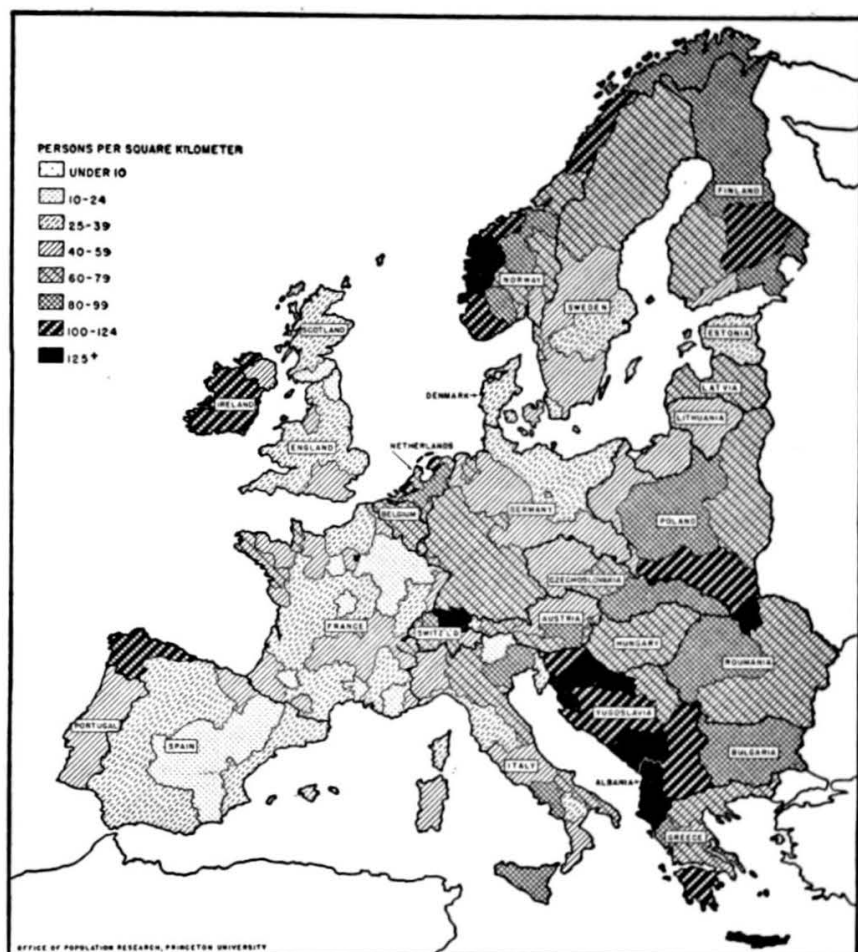 PERSONS PER SQUARE KILOMETER
UNDER 10
10-24
25-39
40-59
60-79
80-99
100-124
125+
FINLAND
NORWAY
SWEDEN
SCOTLAND
ESTONIA
LATVIA
DENMARK
LITHUANIA
IRELAND
ENGLAND
NETHERLANDS
BELGIUM
GERMANY
POLAND
CZECHOSLOVAKIA
FRANCE
SWITZ'LD
AUSTRIA
HUNGARY
ROUMANIA
PORTUGAL
SPAIN
YUGOSLAVIA
ITALY
BULGARIA
ALBANIA
GREECE
OFFICE OF POPULATION RESEARCH, PRINCETON UNIVERSITY